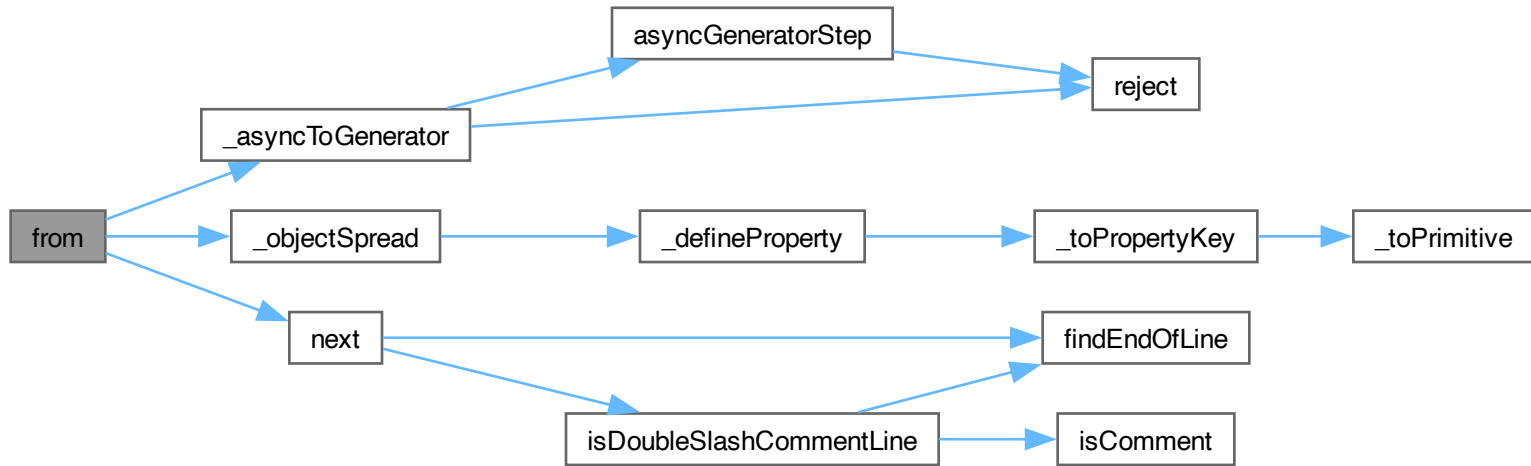 asyncGeneratorStep
reject
_asyncToGenerator
from
_objectSpread
_defineProperty
_toPropertyKey
_toPrimitive
next
findEndOfLine
isDoubleSlashCommentLine
isComment